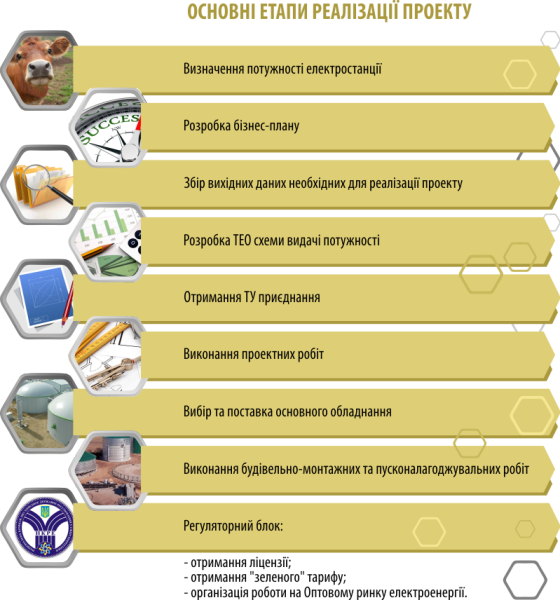 ОСНОВНІ ЕТАПИ РЕАЛІЗАЦІЇ ПРОЕКТУ
Визначення потужності електростанції
SUCCESS
Розробка бізнес-плану
Збір вихідних даних необхідних для реалізації проекту
Розробка ТЕО схеми видачі потужності
Отримання ТУ приєднання
Виконання проектних робіт
Вибір та поставка основного обладнання
Виконання будівельно-монтажних та пусконалагоджувальних робіт
НКРЕ
Регуляторний блок:
- отримання ліцензії;
- отримання "зеленого" тарифу;
- організація роботи на Оптовому ринку електроенергії.